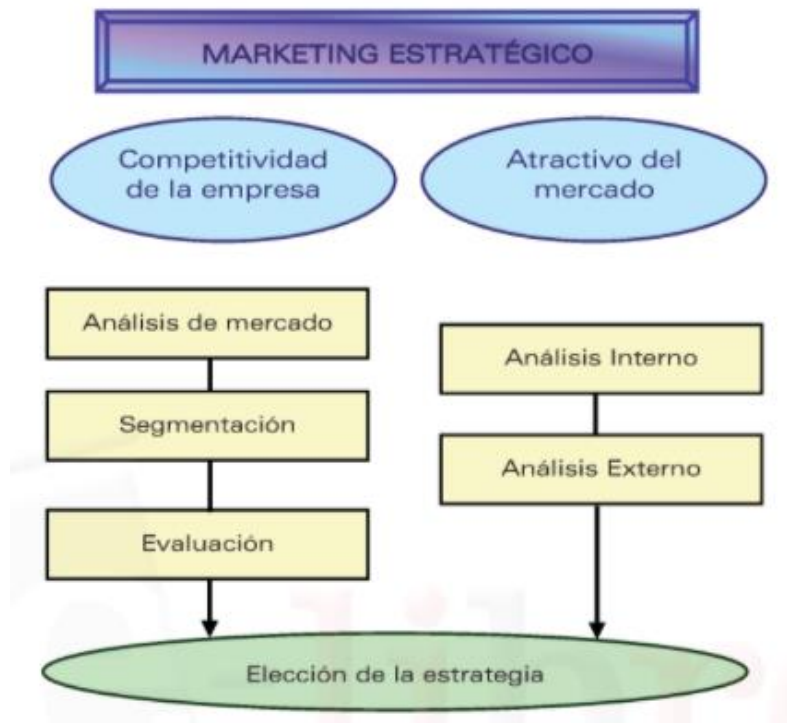 MARKETING ESTRATÉGICO
Competitividad
de la empresa
Atractivo del
mercado
Análisis de mercado
Segmentación
Evaluación
Análisis Interno
Análisis Externo
Elección de la estrategia